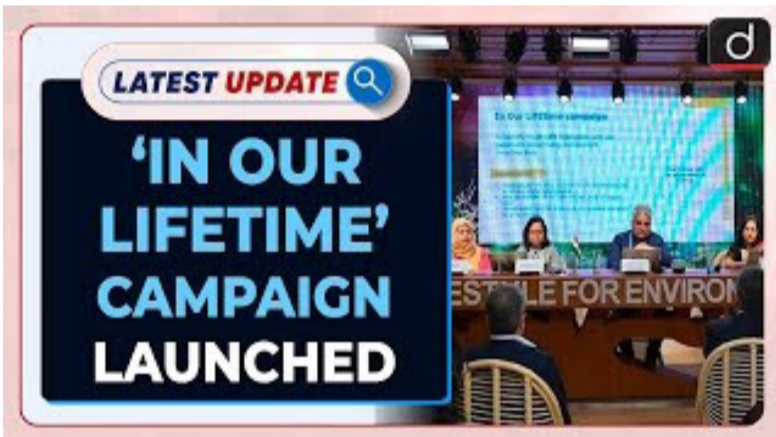 LATEST UPDATE
‘IN OUR
LIFETIME’
CAMPAIGN
LAUNCHED
d
In Our LIFEtime campaign
ESTYLE FOR ENVIRON